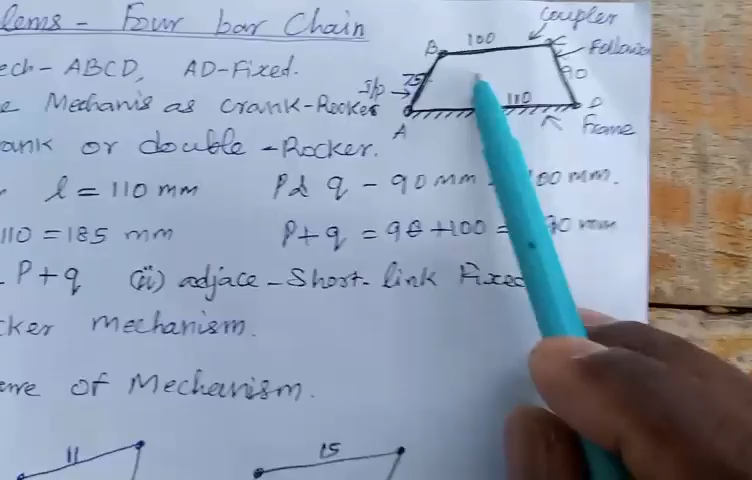 lems - Four bar Chain
ech - ABCD, AD-Fixed.
e Mechanis as crank-Rocker
ank or double-Rocker.
l = 110 mm P & q - 90 mm 100 mm.
110 = 185 mm P+q = 90+100 = 90 mm
P+q (ii) adjace-Short-link Fixed
cker mechanism.
of Mechanism.
Coupler
B 100 C
Follower
i/p 75 90
110 D
A Frame
11 15